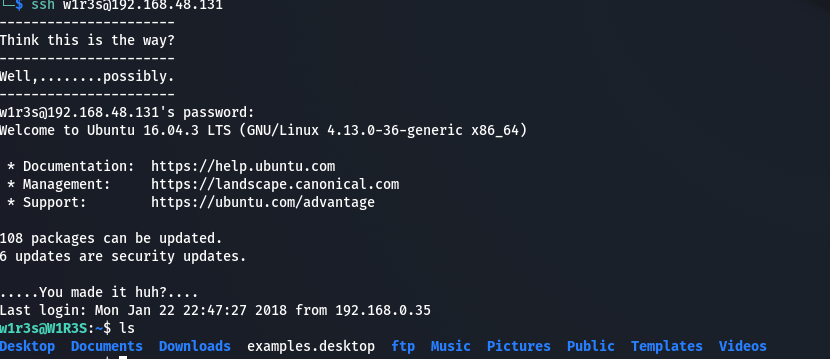 $ ssh w1r3s@192.168.48.131
---------------------
Think this is the way?
---------------------
Well,........possibly.
---------------------
w1r3s@192.168.48.131's password:
Welcome to Ubuntu 16.04.3 LTS (GNU/Linux 4.13.0-36-generic x86_64)
* Documentation:  https://help.ubuntu.com
* Management:     https://landscape.canonical.com
* Support:        https://ubuntu.com/advantage
108 packages can be updated.
6 updates are security updates.
.....You made it huh?....
Last login: Mon Jan 22 22:47:27 2018 from 192.168.0.35
w1r3s@W1R3S:~$ ls
Desktop  Documents  Downloads  examples.desktop  ftp  Music  Pictures  Public  Templates  Videos